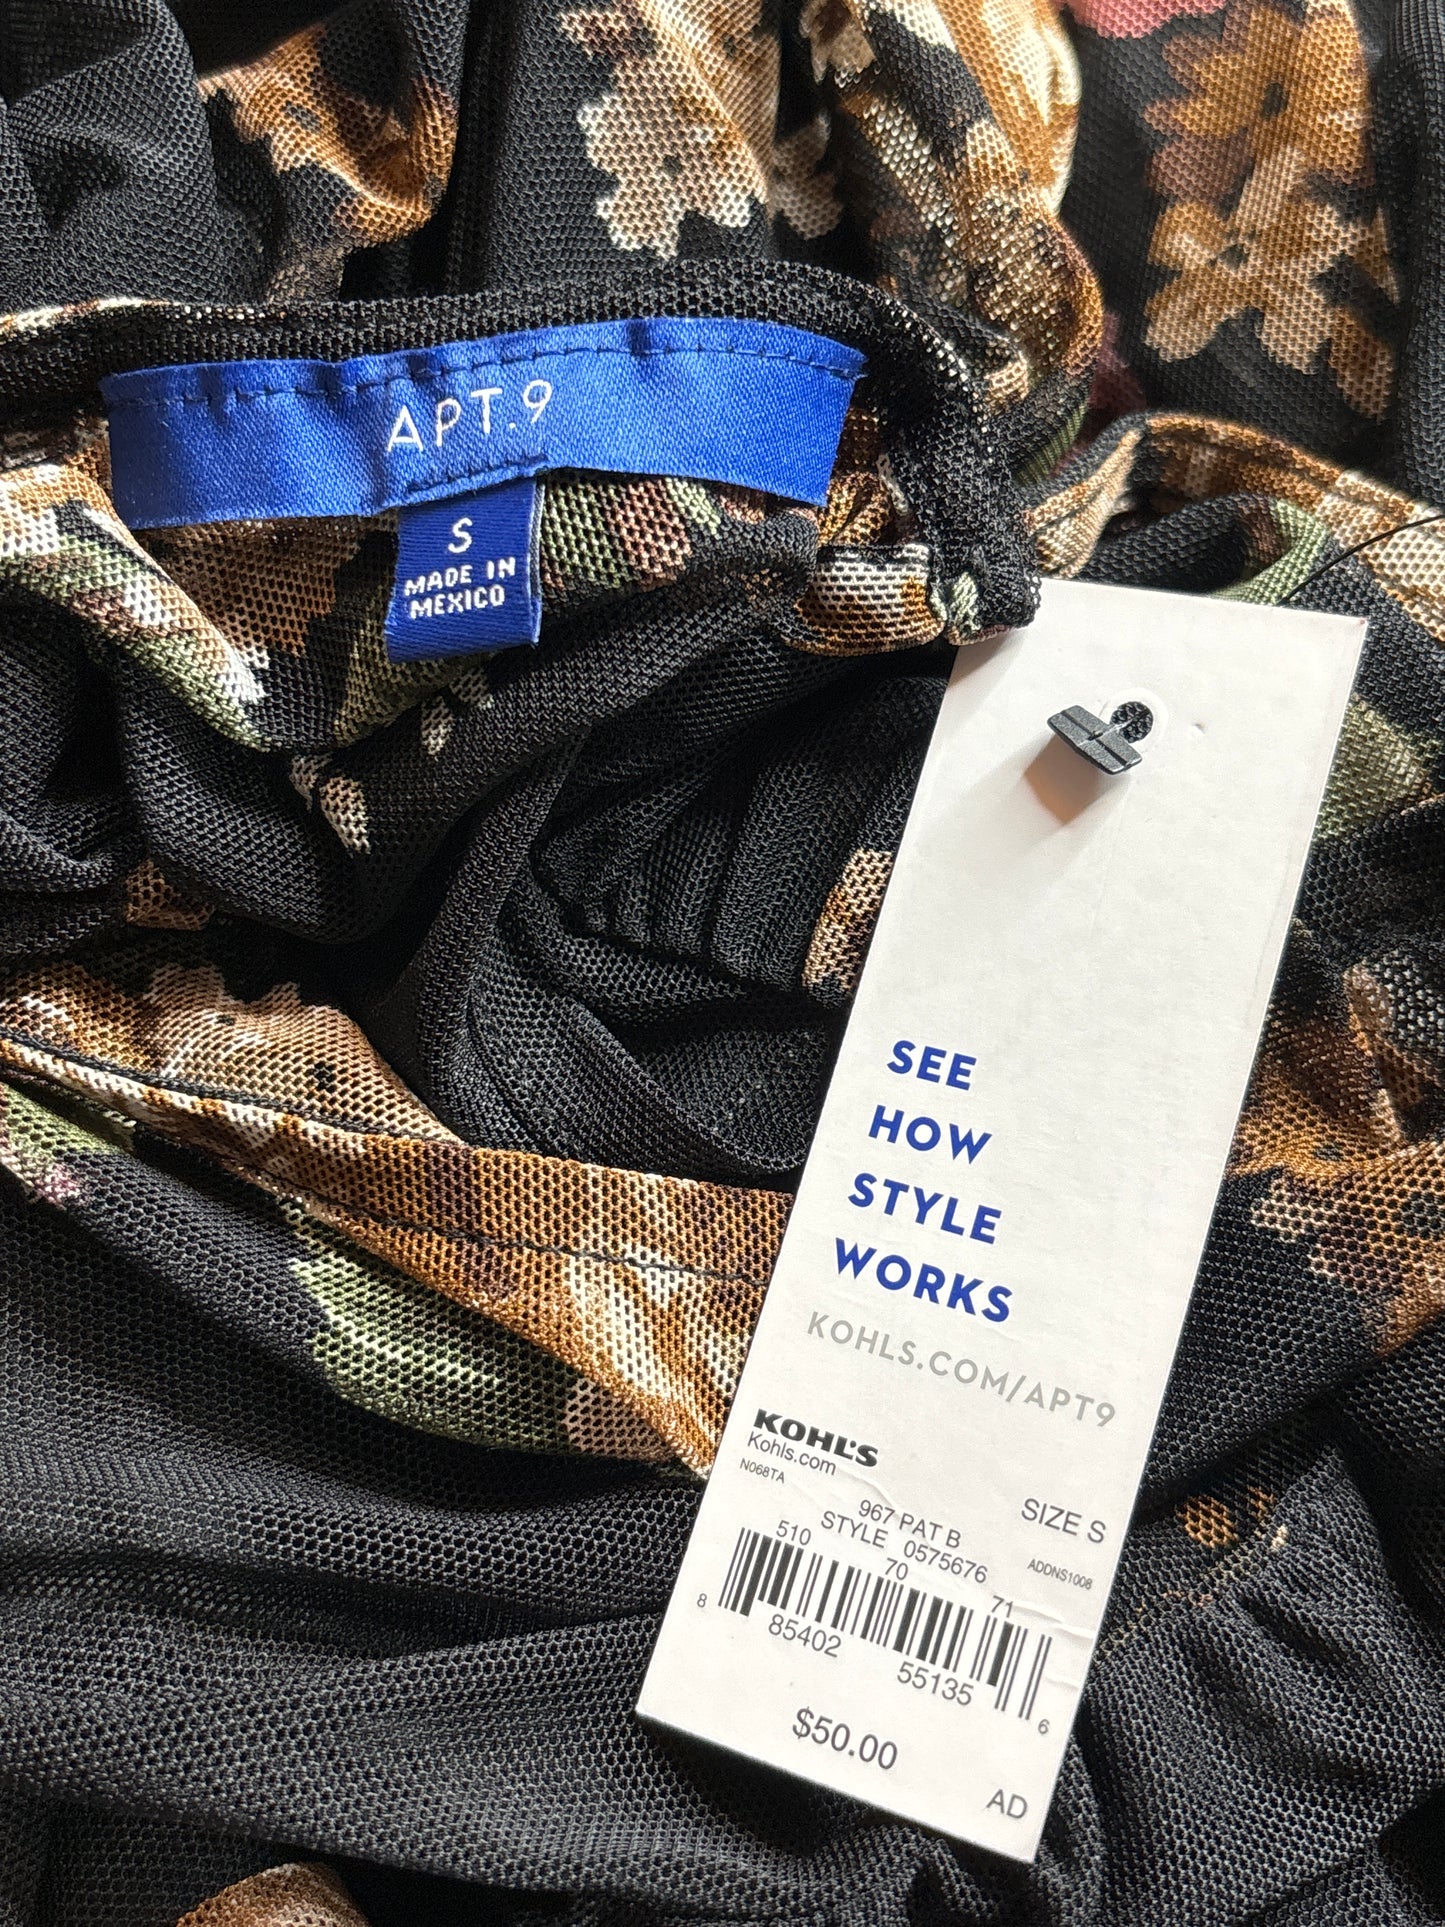 APT.9
S
MADE IN
MEXICO
SEE
HOW
STYLE
WORKS
KOHLS.COM/APT9
KOHL'S
Kohls.com
N068TA
967 PAT B
SIZE S
STYLE 0575676
ADDNS1008
510 70 71
8 85402 55135 6
$50.00
AD